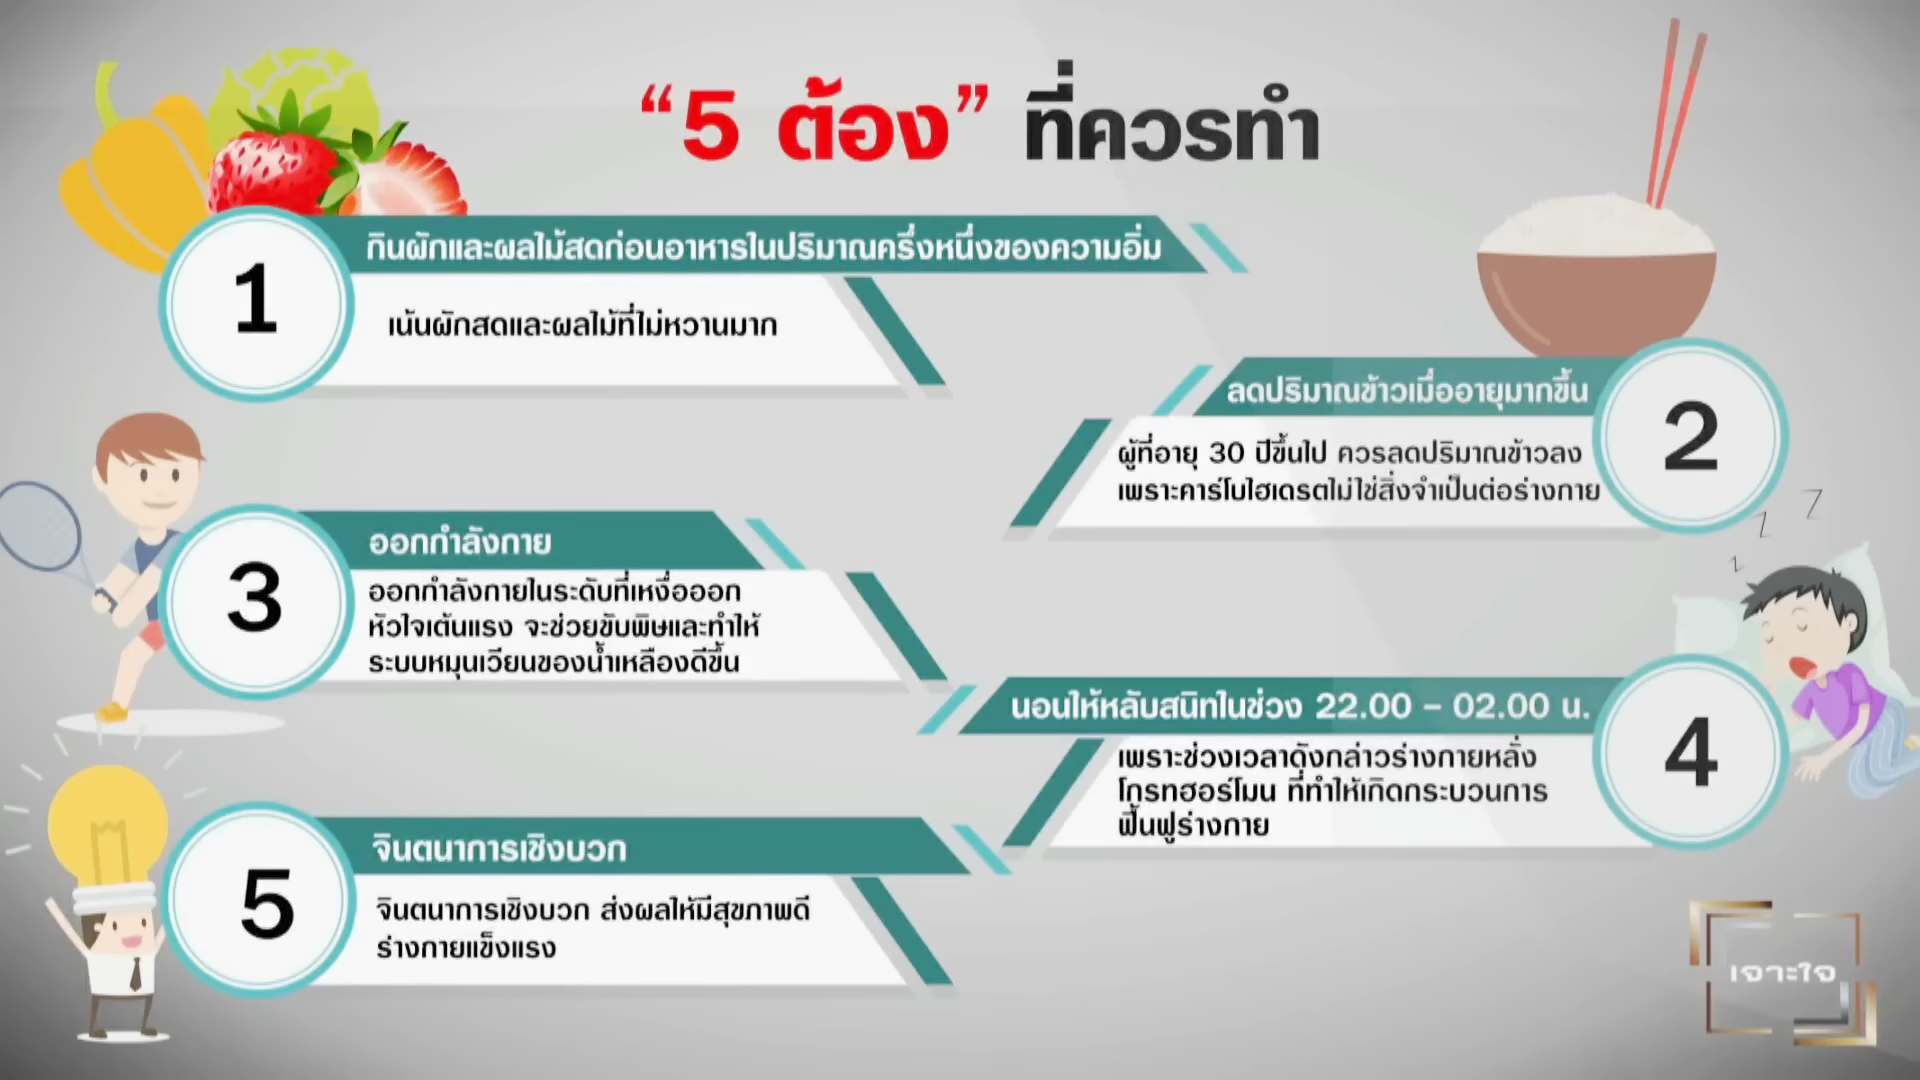 “5 ต้อง” ที่ควรทำ
1
กินผักและผลไม้สดก่อนอาหารในปริมาณครึ่งหนึ่งของความอิ่ม
เน้นผักสดและผลไม้ที่ไม่หวานมาก
2
ลดปริมาณข้าวเมื่ออายุมากขึ้น
ผู้ที่อายุ 30 ปีขึ้นไป ควรลดปริมาณข้าวลง
เพราะคาร์โบไฮเดรตไม่ใช่สิ่งจำเป็นต่อร่างกาย
3
ออกกำลังกาย
ออกกำลังกายในระดับที่เหงื่อออก
หัวใจเต้นแรง จะช่วยขับพิษและทำให้
ระบบหมุนเวียนของน้ำเหลืองดีขึ้น
z Z Z
4
นอนให้หลับสนิทในช่วง 22.00 – 02.00 น.
เพราะช่วงเวลาดังกล่าวร่างกายหลั่ง
โกรทฮอร์โมน ที่ทำให้เกิดกระบวนการ
ฟื้นฟูร่างกาย
5
จินตนาการเชิงบวก
จินตนาการเชิงบวก ส่งผลให้มีสุขภาพดี
ร่างกายแข็งแรง
เจาะใจ